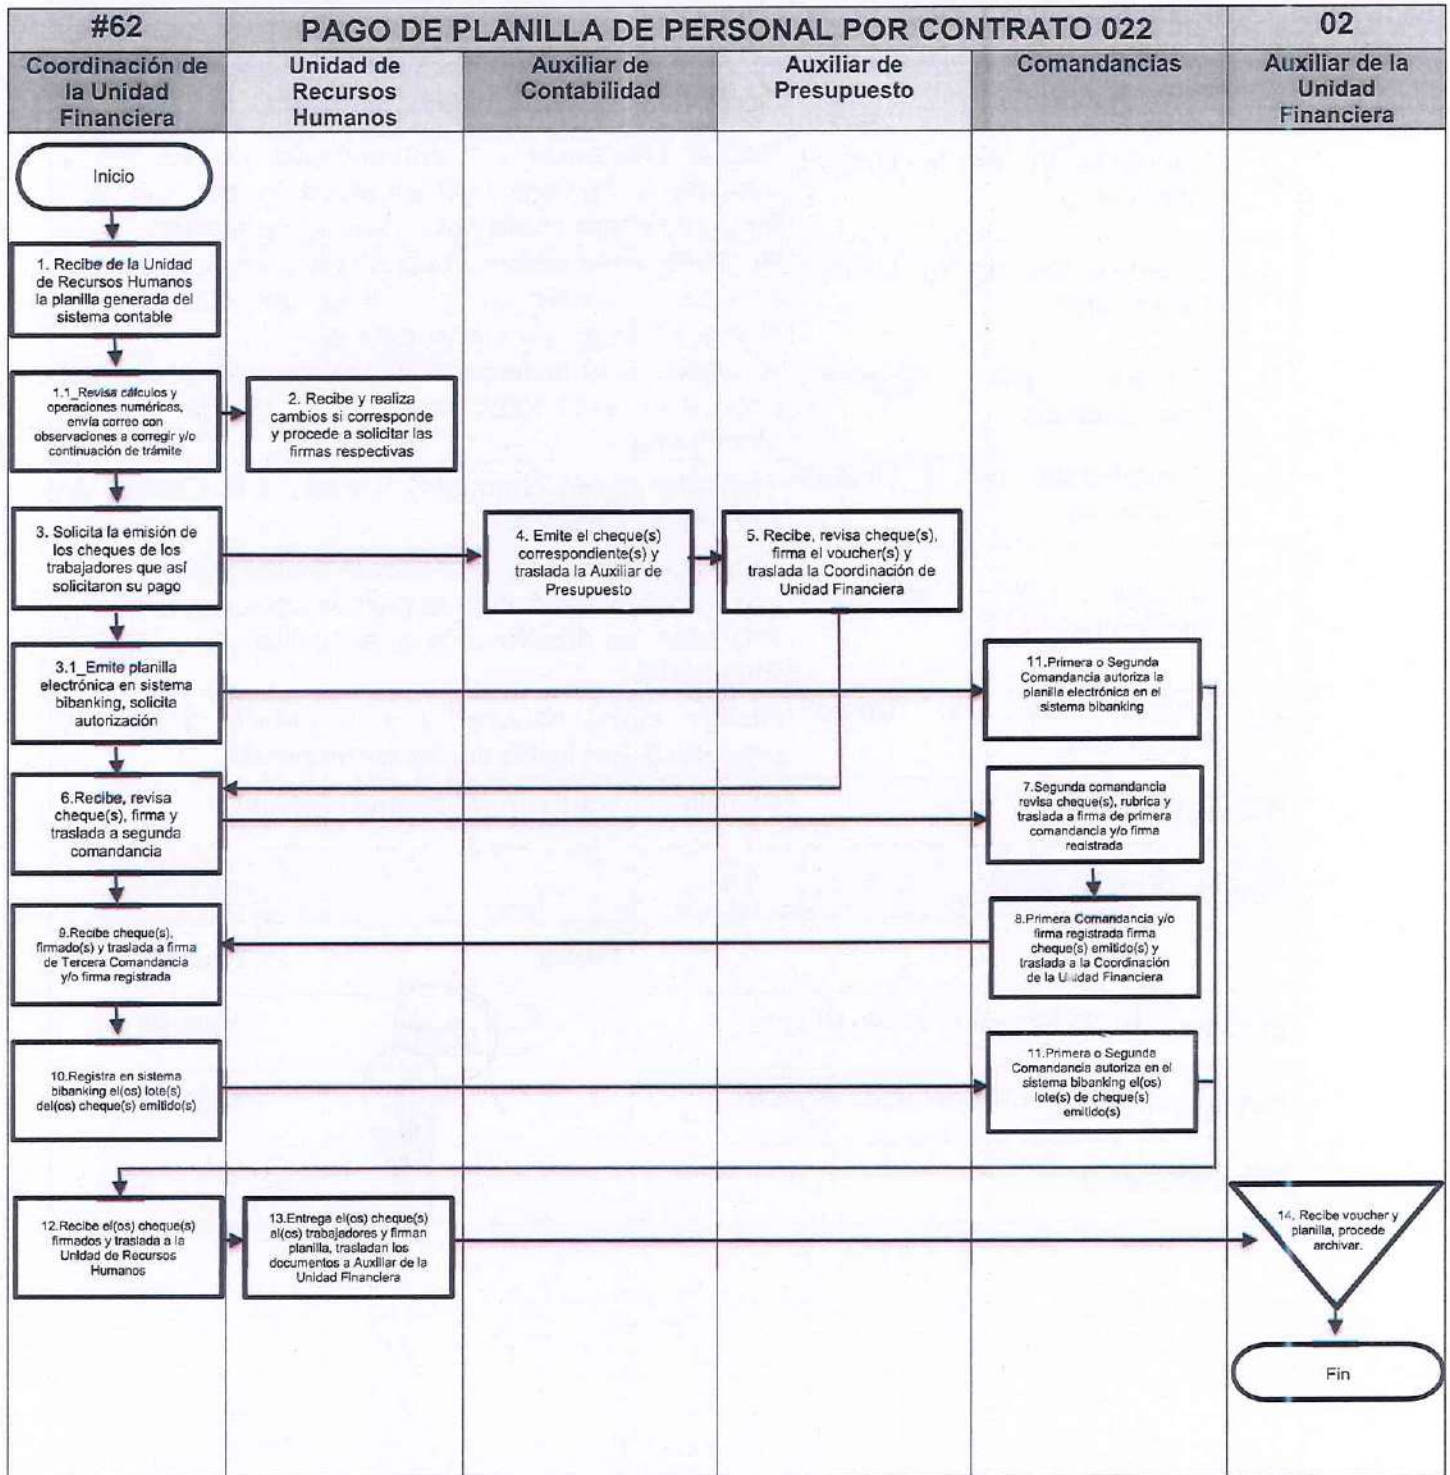 #62
PAGO DE PLANILLA DE PERSONAL POR CONTRATO 022
02
Coordinación de
la Unidad
Financiera
Unidad de
Recursos
Humanos
Auxiliar de
Contabilidad
Auxiliar de
Presupuesto
Comandancias
Auxiliar de la
Unidad
Financiera
Inicio
1. Recibe de la Unidad
de Recursos Humanos
la planilla generada del
sistema contable
1.1_Revisa cálculos y
operaciones numéricas,
envía correo con
observaciones a corregir y/o
continuación de trámite
2. Recibe y realiza
cambios si corresponde
y procede a solicitar las
firmas respectivas
3. Solicita la emisión de
los cheques de los
trabajadores que así
solicitaron su pago
4. Emite el cheque(s)
correspondiente(s) y
traslada la Auxiliar de
Presupuesto
5. Recibe, revisa cheque(s),
firma el voucher(s) y
traslada la Coordinación de
Unidad Financiera
3.1_Emite planilla
electrónica en sistema
bibanking, solicita
autorización
11.Primera o Segunda
Comandancia autoriza la
planilla electrónica en el
sistema bibanking
6.Recibe, revisa
cheque(s), firma y
traslada a segunda
comandancia
7.Segunda comandancia
revisa cheque(s), rubrica y
traslada a firma de primera
comandancia y/o firma
registrada
9.Recibe cheque(s),
firmado(s) y traslada a firma
de Tercera Comandancia
y/o firma registrada
8.Primera Comandancia y/o
firma registrada firma
cheque(s) emitido(s) y
traslada a la Coordinación
de la Unidad Financiera
10.Registra en sistema
bibanking el(os) lote(s)
del(os) cheque(s) emitido(s)
11.Primera o Segunda
Comandancia autoriza en el
sistema bibanking el(os)
lote(s) de cheque(s)
emitido(s)
12.Recibe el(os) cheque(s)
firmados y traslada a la
Unidad de Recursos
Humanos
13.Entrega el(os) cheque(s)
al(os) trabajadores y firman
planilla, trasladan los
documentos a Auxiliar de la
Unidad Financiera
14. Recibe voucher y
planilla, procede
archivar.
Fin